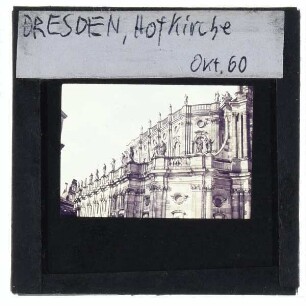 DRESDEN, Hofkirche
Okt. 60